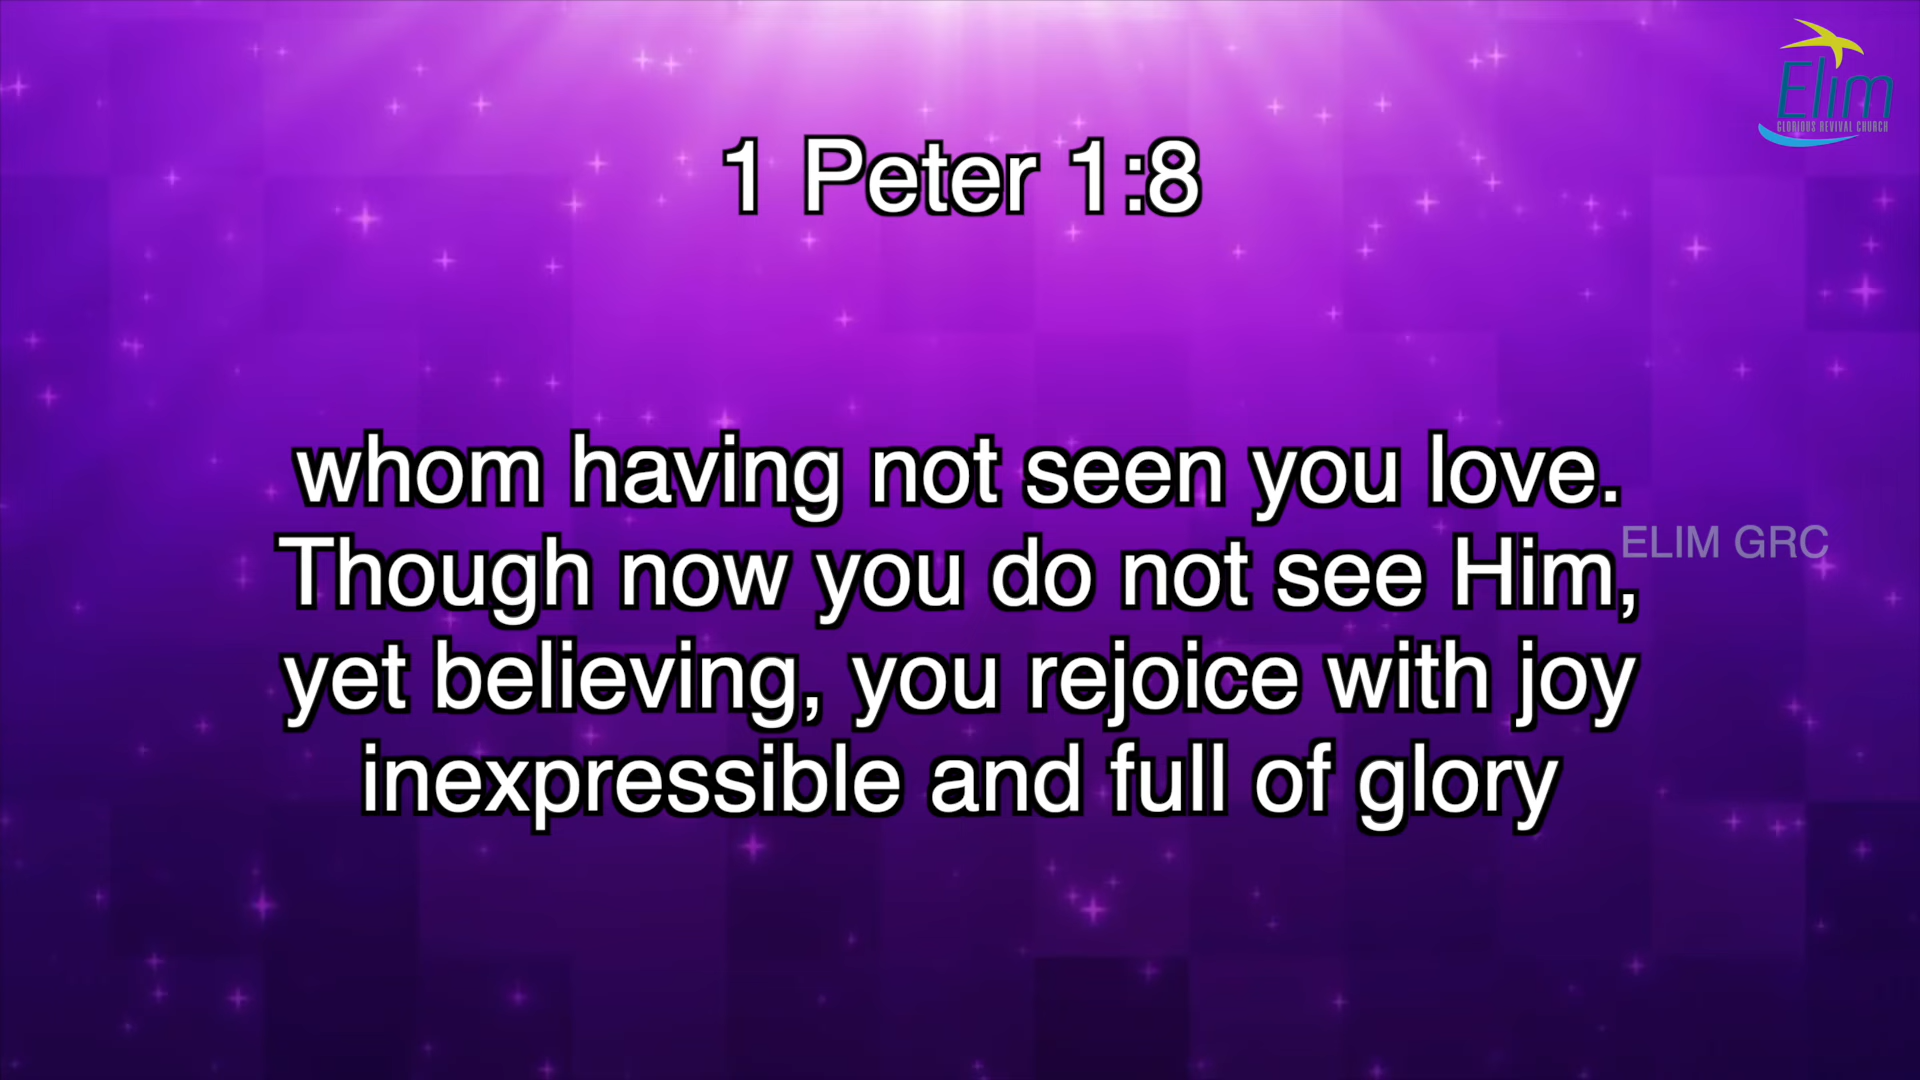 Elim
GLORIOUS REVIVAL CHURCH
1 Peter 1:8
whom having not seen you love.
Though now you do not see Him,
ELIM GRC
yet believing, you rejoice with joy
inexpressible and full of glory